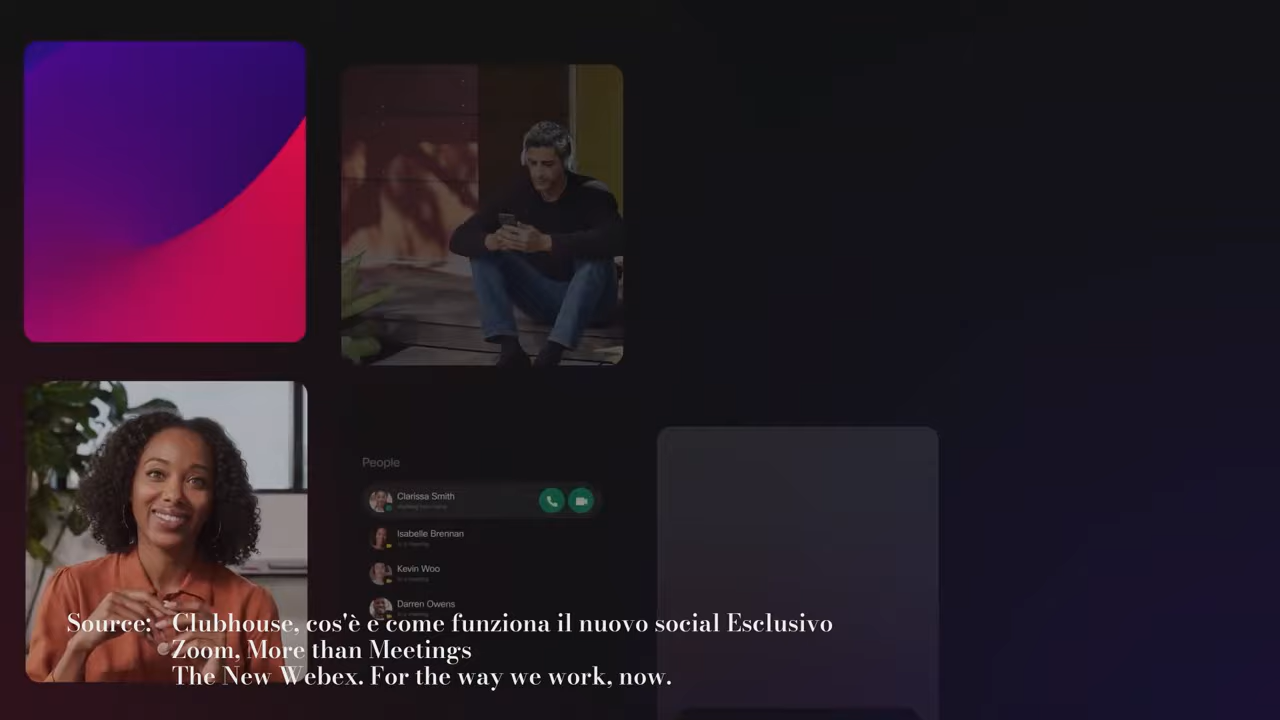 People
Clarissa Smith
Isabelle Brennan
Kevin Woo
Darren Owens
Source: Clubhouse, cos'è e come funziona il nuovo social Esclusivo
Zoom, More than Meetings
The New Webex. For the way we work, now.